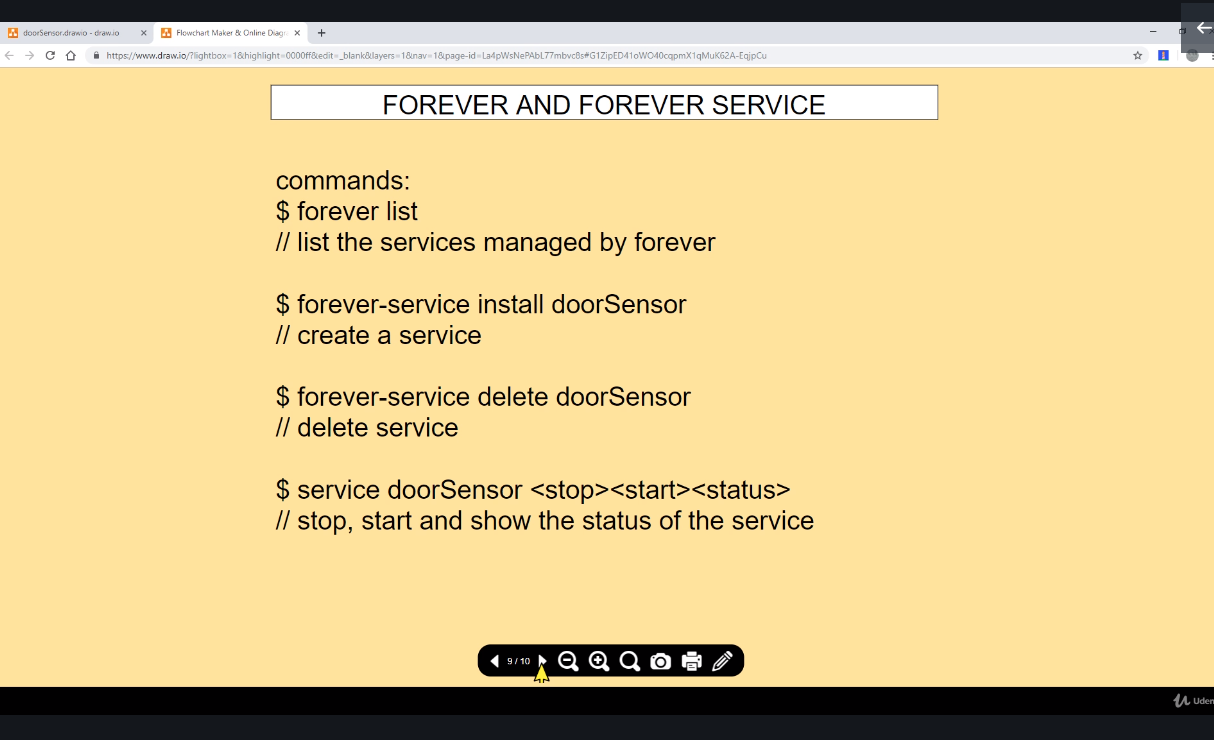 doorSensor.drawio - draw.io
Flowchart Maker & Online Diagr
https://www.draw.io/?lightbox=1&highlight=0000ff&edit=_blank&layers=1&nav=1&page-id=La4pWsNePAbL77mbvc8s#G1ZipED41oWO40cqpmX1qMuK62A-EqjpCu
FOREVER AND FOREVER SERVICE
commands:
$ forever list
// list the services managed by forever
$ forever-service install doorSensor
// create a service
$ forever-service delete doorSensor
// delete service
$ service doorSensor <stop><start><status>
// stop, start and show the status of the service
9 / 10
Udem